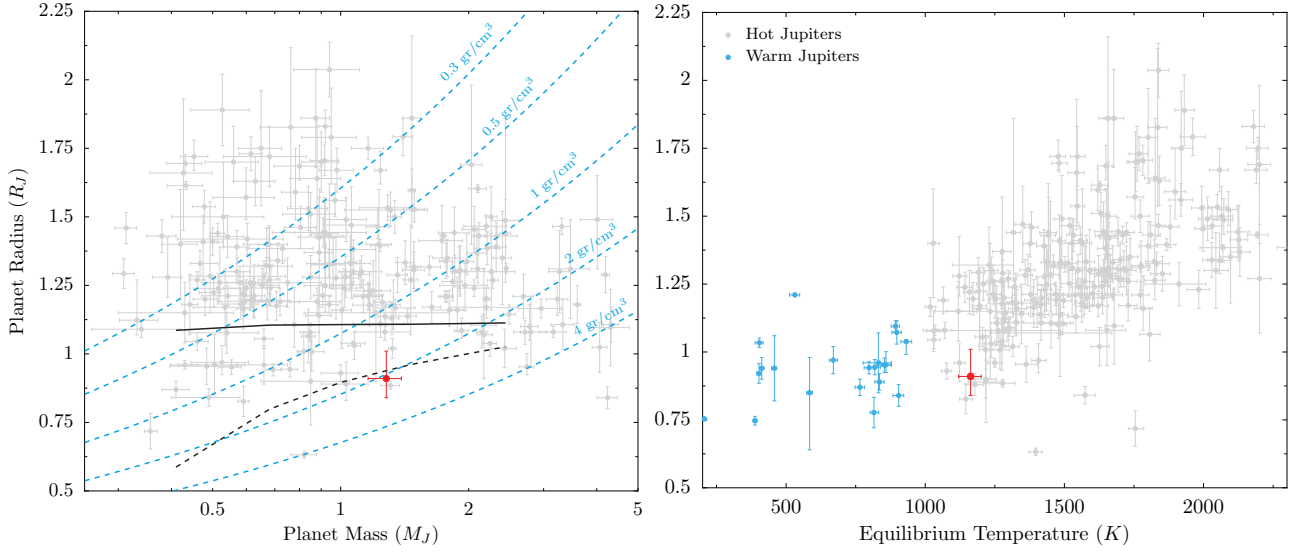 2.25
2
1.75
1.5
1.25
1
0.75
0.5
Planet Radius (R_J)
0.5
1
2
5
Planet Mass (M_J)
0.3 gr/cm³
0.5 gr/cm³
1 gr/cm³
2 gr/cm³
4 gr/cm³
2.25
2
1.75
1.5
1.25
1
0.75
0.5
500
1000
1500
2000
Equilibrium Temperature (K)
Hot Jupiters
Warm Jupiters